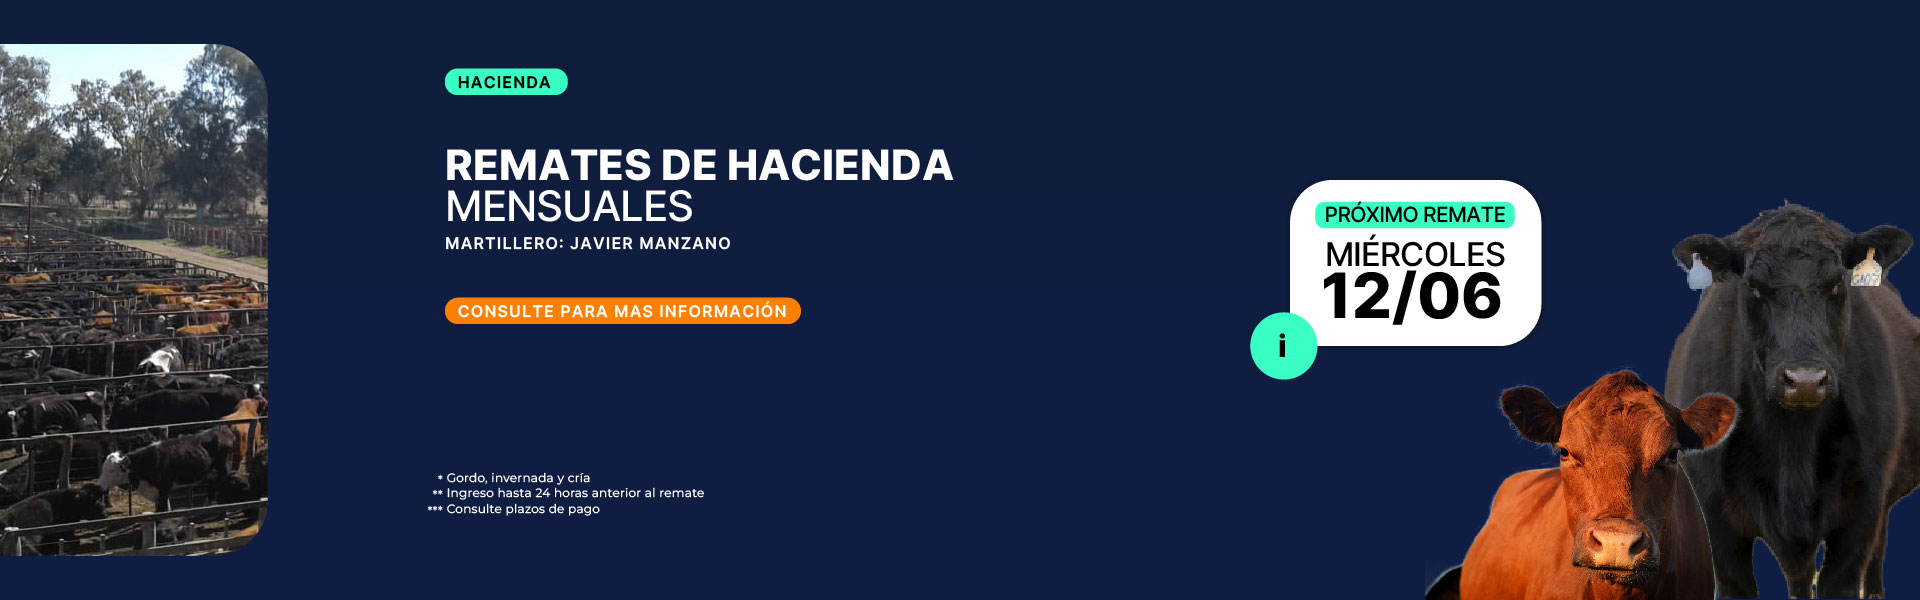 HACIENDA
REMATES DE HACIENDA
MENSUALES
MARTILLERO: JAVIER MANZANO
CONSULTE PARA MAS INFORMACIÓN
* Gordo, invernada y cría
** Ingreso hasta 24 horas anterior al remate
*** Consulte plazos de pago
PRÓXIMO REMATE
MIÉRCOLES
12/06
i